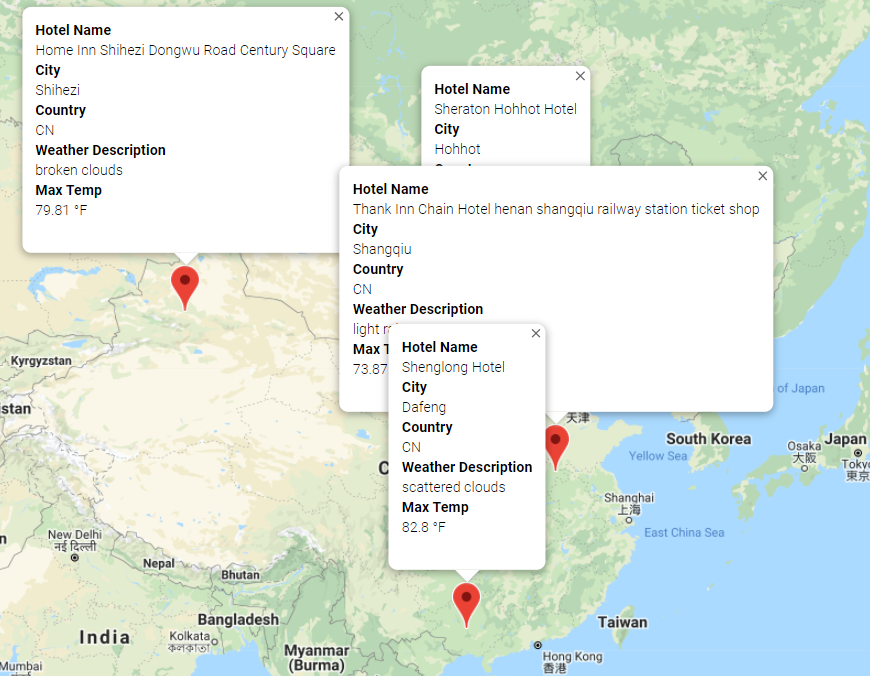 Hotel Name
Home Inn Shihezi Dongwu Road Century Square
City
Shihezi
Country
CN
Weather Description
broken clouds
Max Temp
79.81 °F
Hotel Name
Sheraton Hohhot Hotel
City
Hohhot
Hotel Name
Thank Inn Chain Hotel henan shangqiu railway station ticket shop
City
Shangqiu
Country
CN
Weather Description
light
Max
73.87
Hotel Name
Shenglong Hotel
City
Dafeng
Country
CN
Weather Description
scattered clouds
Max Temp
82.8 °F
Kyrgyzstan
stan
of Japan
天津
South Korea
Yellow Sea
Osaka
大阪
Japan
Tokyo
東京
Shanghai
上海
East China Sea
New Delhi
नई दिल्ली
Nepal
Bhutan
Bangladesh
India
Kolkata
কলকাতা
Myanmar
(Burma)
Taiwan
Hong Kong
香港
Mumbai